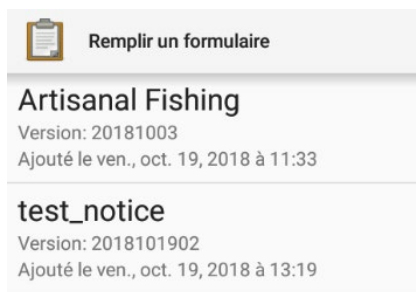 Remplir un formulaire
Artisanal Fishing
Version: 20181003
Ajouté le ven., oct. 19, 2018 à 11:33
test_notice
Version: 2018101902
Ajouté le ven., oct. 19, 2018 à 13:19